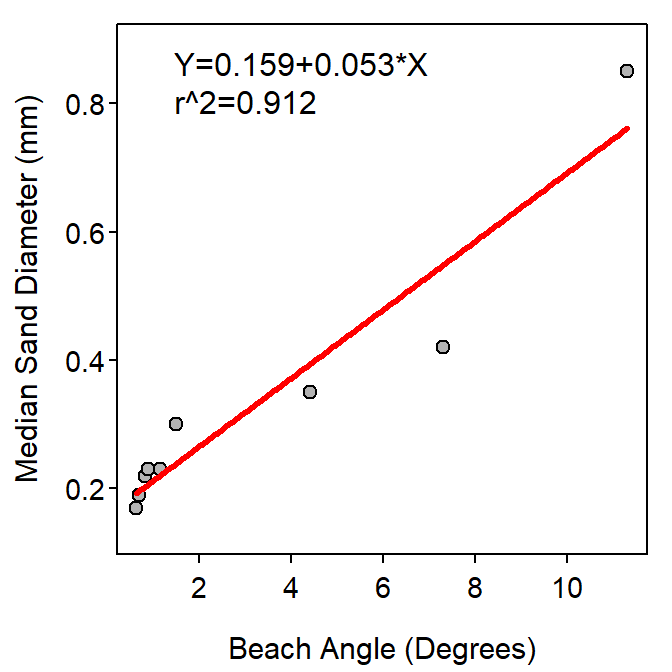 Y=0.159+0.053*X
r^2=0.912
Median Sand Diameter (mm)
0.8
0.6
0.4
0.2
2 4 6 8 10
Beach Angle (Degrees)